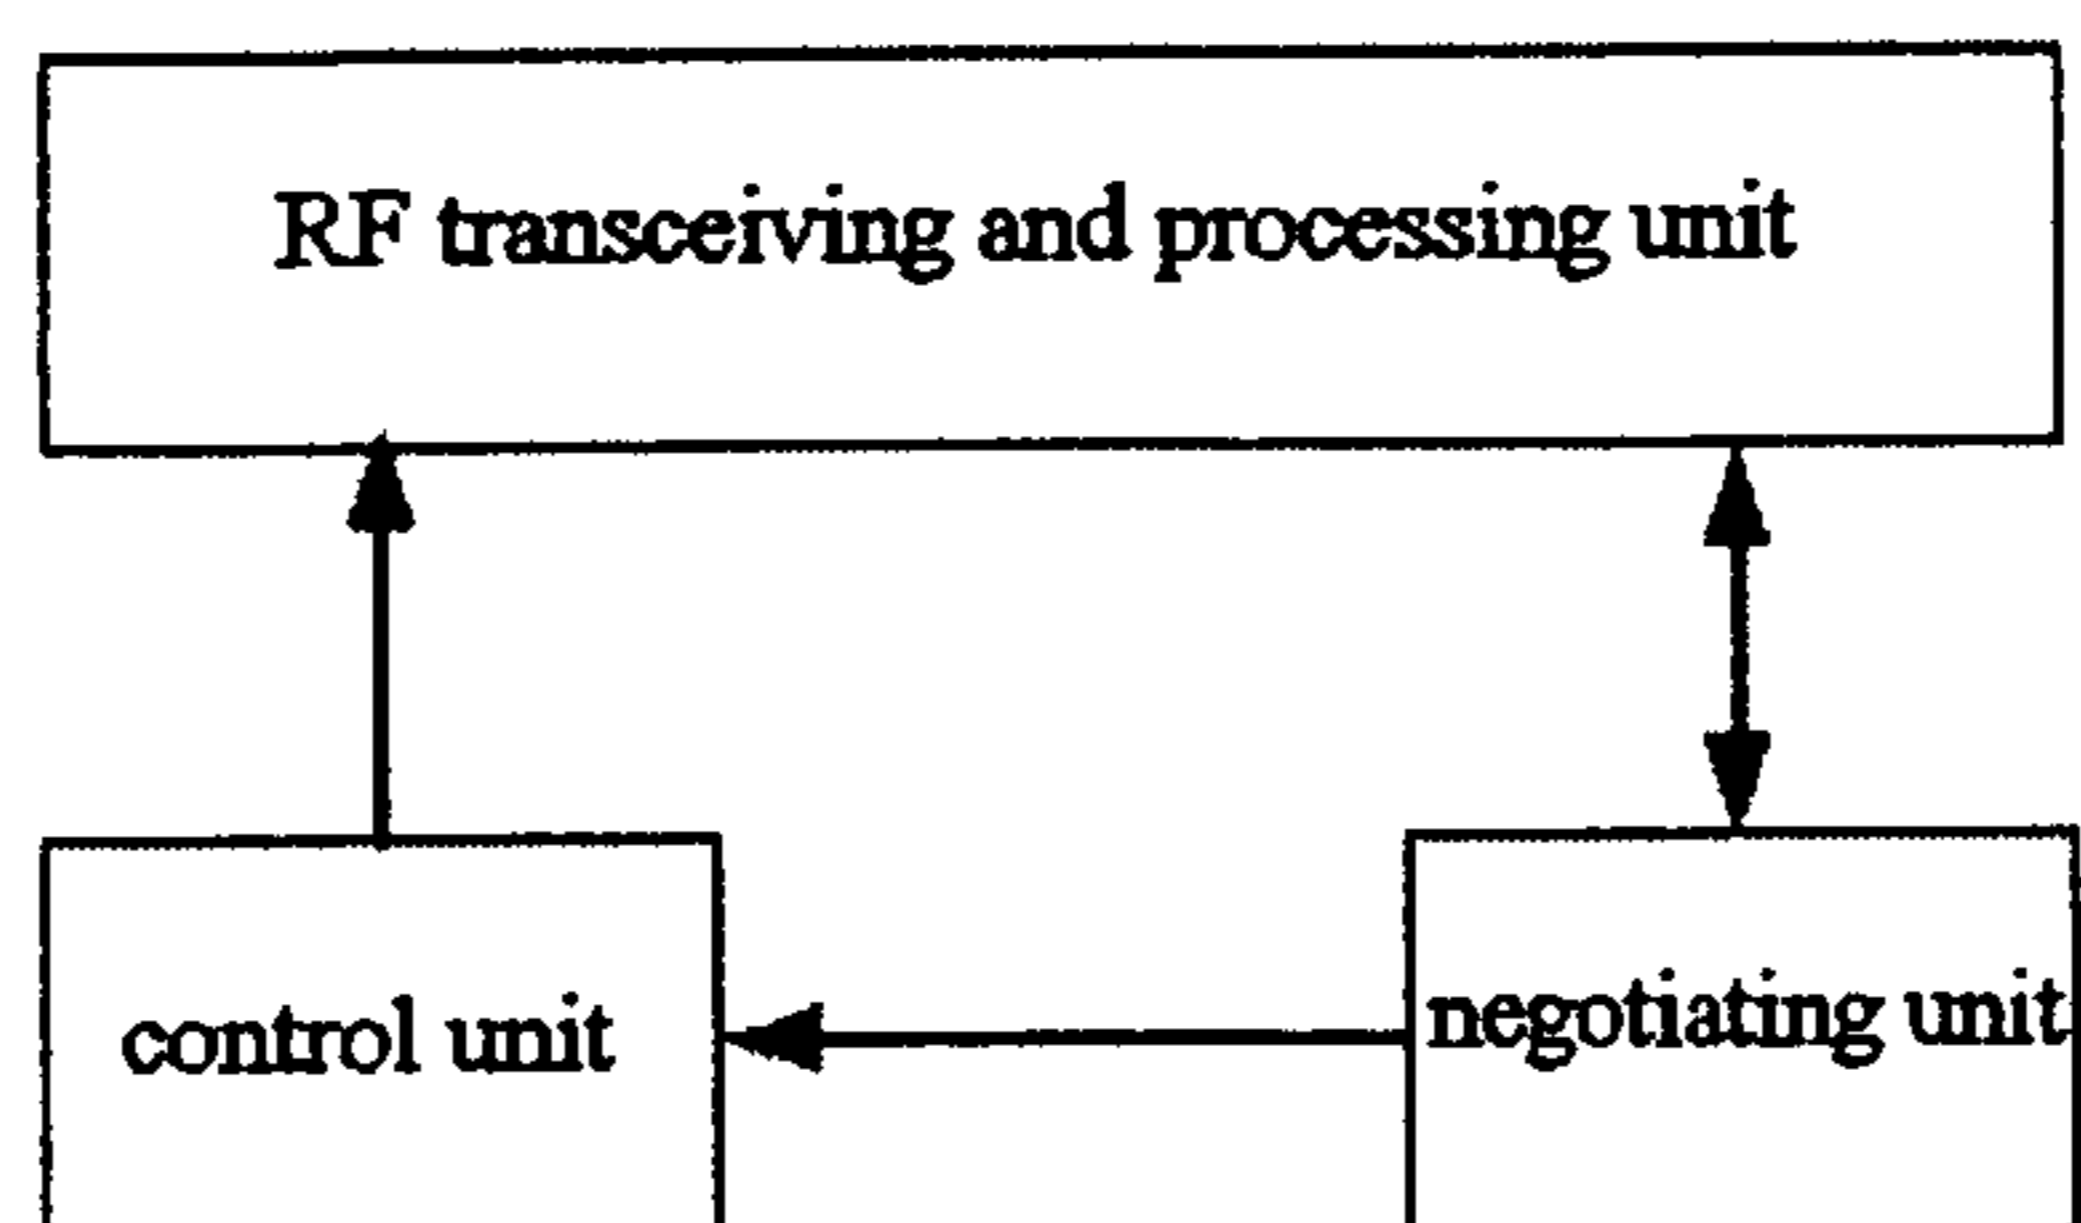 RF transceiving and processing unit
control unit
negotiating unit